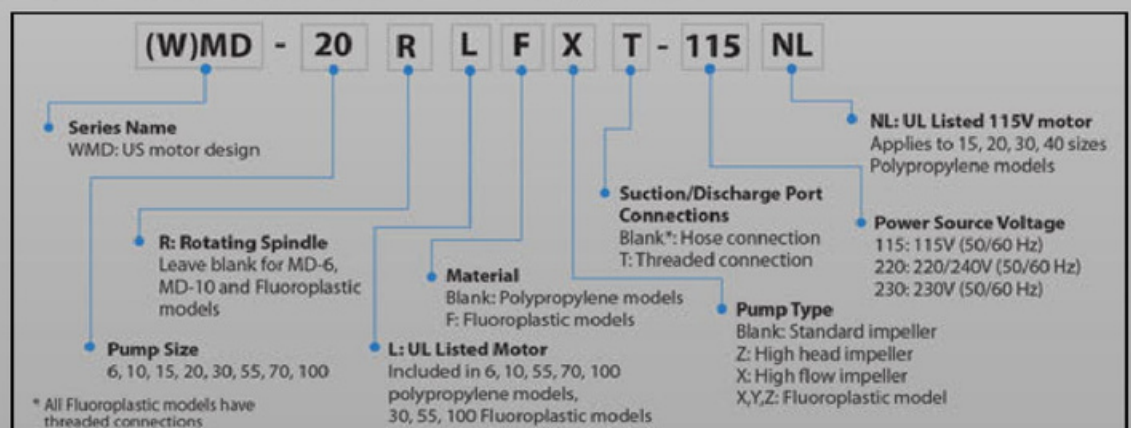 (W)MD - 20 R L F X T - 115 NL
Series Name
WMD: US motor design
NL: UL Listed 115V motor
Applies to 15, 20, 30, 40 sizes
Polypropylene models
Suction/Discharge Port
Connections
Blank*: Hose connection
T: Threaded connection
Power Source Voltage
115: 115V (50/60 Hz)
220: 220/240V (50/60 Hz)
230: 230V (50/60 Hz)
R: Rotating Spindle
Leave blank for MD-6,
MD-10 and Fluoroplastic
models
Material
Blank: Polypropylene models
F: Fluoroplastic models
Pump Type
Blank: Standard impeller
Z: High head impeller
X: High flow impeller
X,Y,Z: Fluoroplastic model
Pump Size
6, 10, 15, 20, 30, 55, 70, 100
L: UL Listed Motor
Included in 6, 10, 55, 70, 100
polypropylene models,
30, 55, 100 Fluoroplastic models
* All Fluoroplastic models have
threaded connections